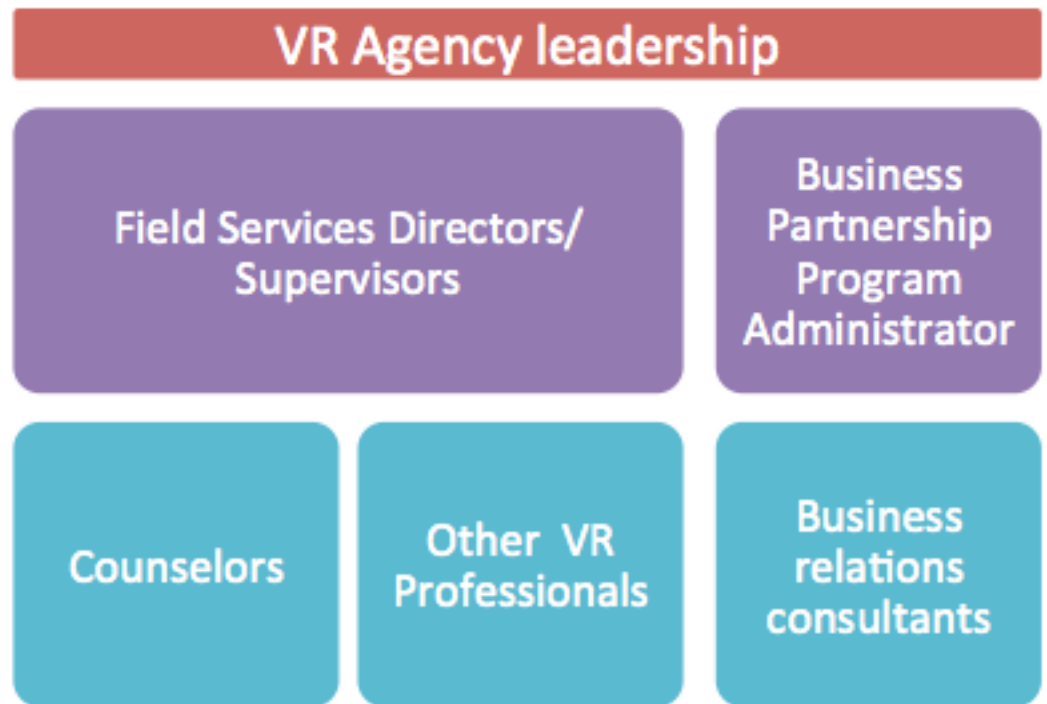 VR Agency leadership
Field Services Directors/
Supervisors
Business
Partnership
Program
Administrator
Counselors
Other  VR
Professionals
Business
relations
consultants